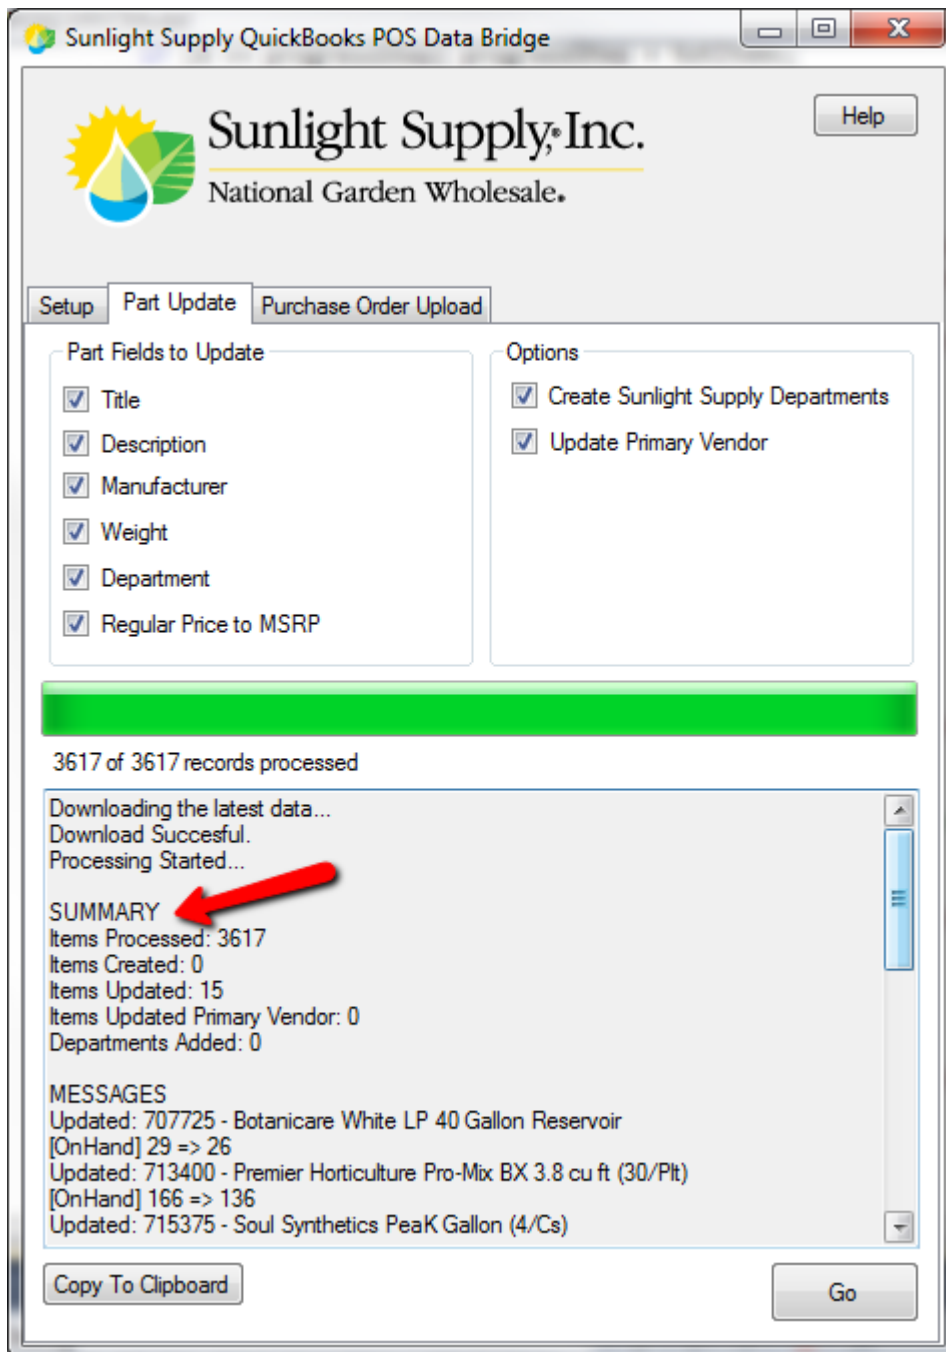 Sunlight Supply QuickBooks POS Data Bridge
Sunlight Supply,® Inc.
National Garden Wholesale®
Help
Setup
Part Update
Purchase Order Upload
Part Fields to Update
Title
Description
Manufacturer
Weight
Department
Regular Price to MSRP
Options
Create Sunlight Supply Departments
Update Primary Vendor
3617 of 3617 records processed
Downloading the latest data...
Download Succesful.
Processing Started...
SUMMARY
Items Processed: 3617
Items Created: 0
Items Updated: 15
Items Updated Primary Vendor: 0
Departments Added: 0
MESSAGES
Updated: 707725 - Botanicare White LP 40 Gallon Reservoir
[OnHand] 29 => 26
Updated: 713400 - Premier Horticulture Pro-Mix BX 3.8 cu ft (30/Plt)
[OnHand] 166 => 136
Updated: 715375 - Soul Synthetics PeaK Gallon (4/Cs)
Copy To Clipboard
Go